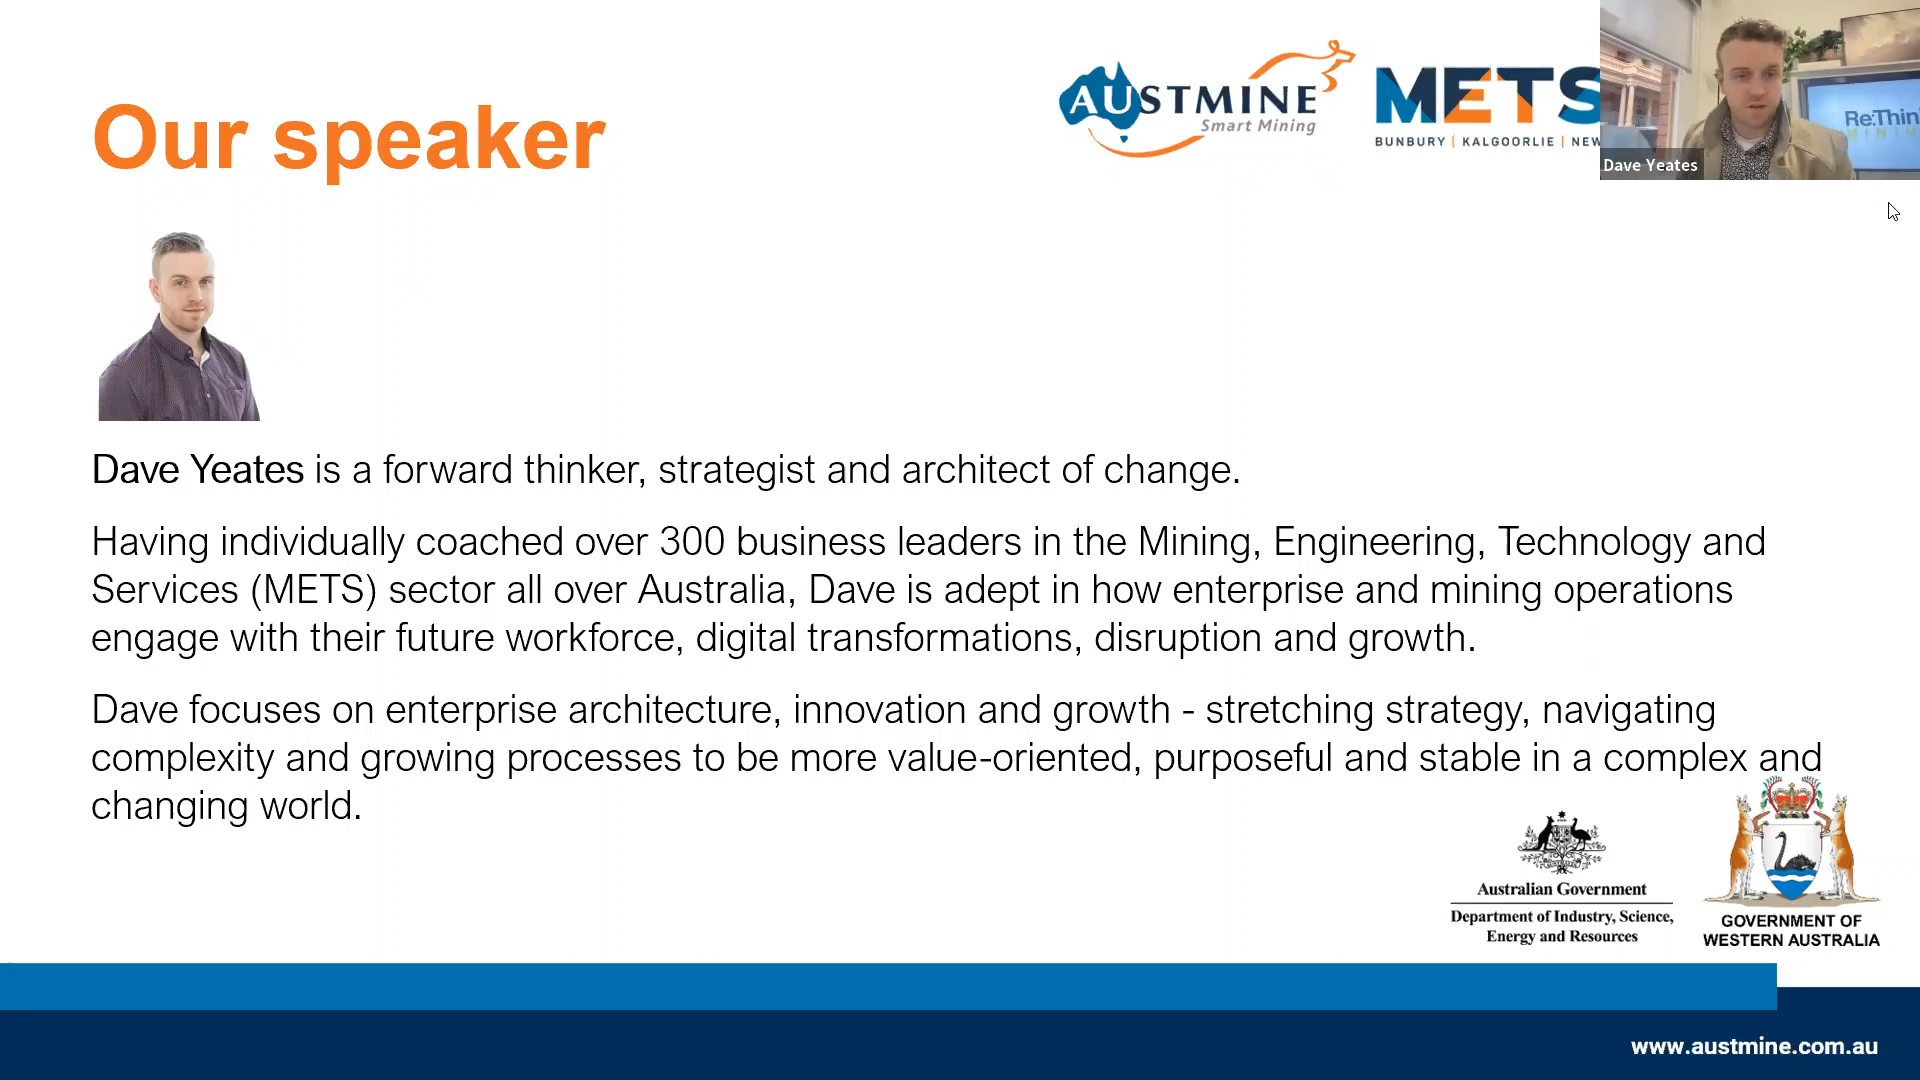 Our speaker
AUSTMINE
Smart Mining
METS
BUNBURY | KALGOORLIE | NEW
Re:Thin
MINING
Dave Yeates
Dave Yeates is a forward thinker, strategist and architect of change.
Having individually coached over 300 business leaders in the Mining, Engineering, Technology and
Services (METS) sector all over Australia, Dave is adept in how enterprise and mining operations
engage with their future workforce, digital transformations, disruption and growth.
Dave focuses on enterprise architecture, innovation and growth - stretching strategy, navigating
complexity and growing processes to be more value-oriented, purposeful and stable in a complex and
changing world.
Australian Government
Department of Industry, Science,
Energy and Resources
GOVERNMENT OF
WESTERN AUSTRALIA
www.austmine.com.au